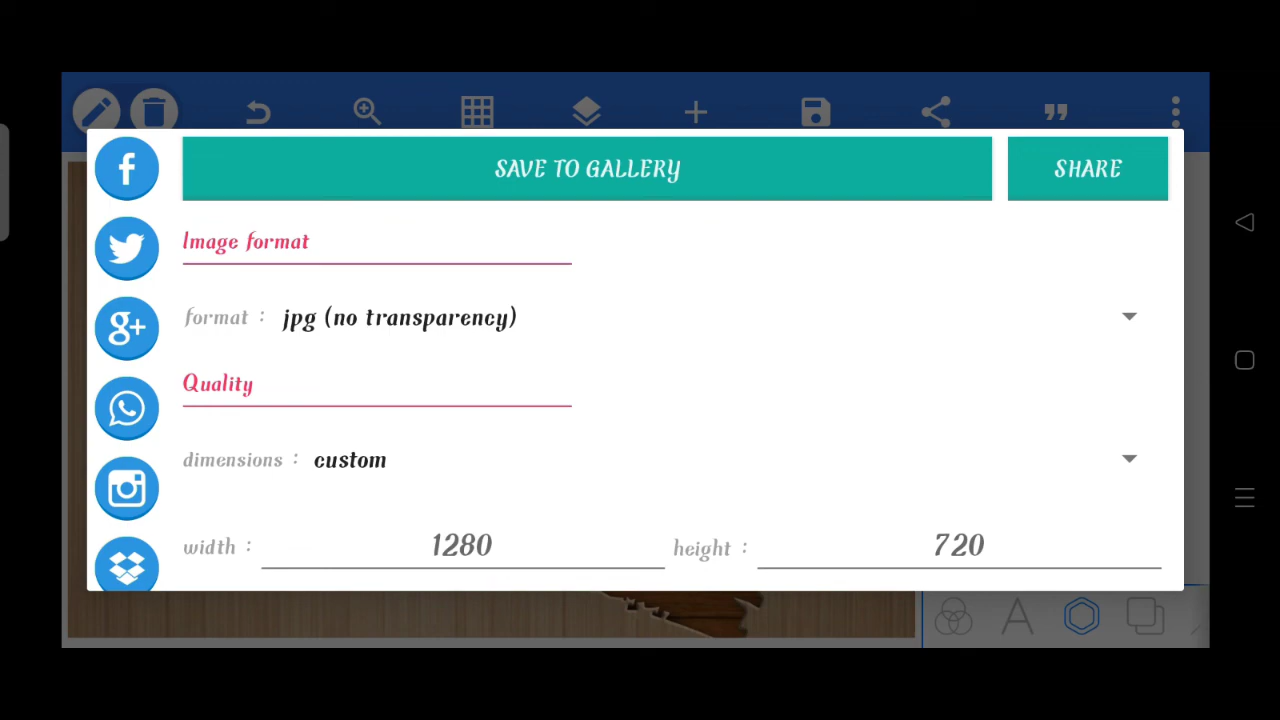 SAVE TO GALLERY
SHARE
Image format
format : jpg (no transparency)
Quality
dimensions : custom
width : 1280 height : 720